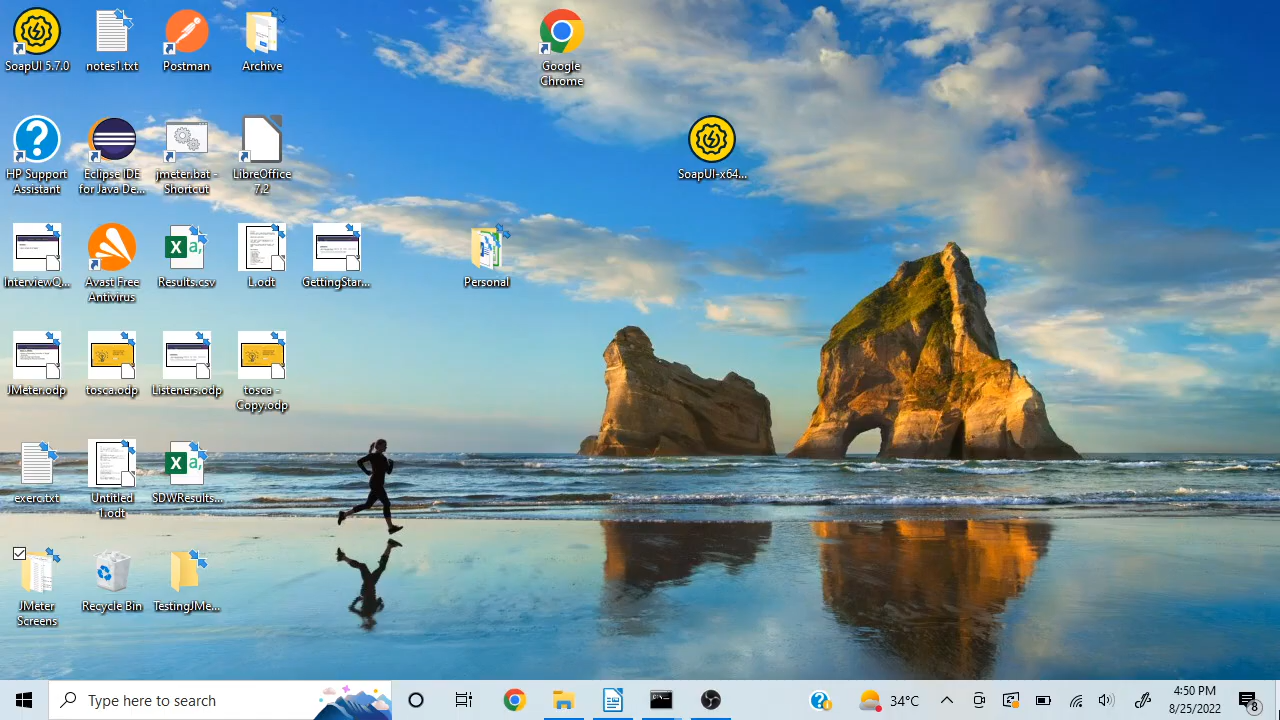 SoapUI 5.7.0
notes1.txt
Postman
Archive
Google
Chrome
HP Support
Assistant
Eclipse IDE
for Java De...
jmeter.bat -
Shortcut
LibreOffice
7.2
SoapUI-x64...
InterviewQ...
Avast Free
Antivirus
Results.csv
L.odt
GettingStar...
Personal
JMeter.odp
tosca.odp
Listeners.odp
tosca -
Copy.odp
exerc.txt
Untitled
1.odt
SDWResults...
JMeter
Screens
Recycle Bin
TestingJMe...
Type here to search
34°C
4:50 PM
8/25/2022
8